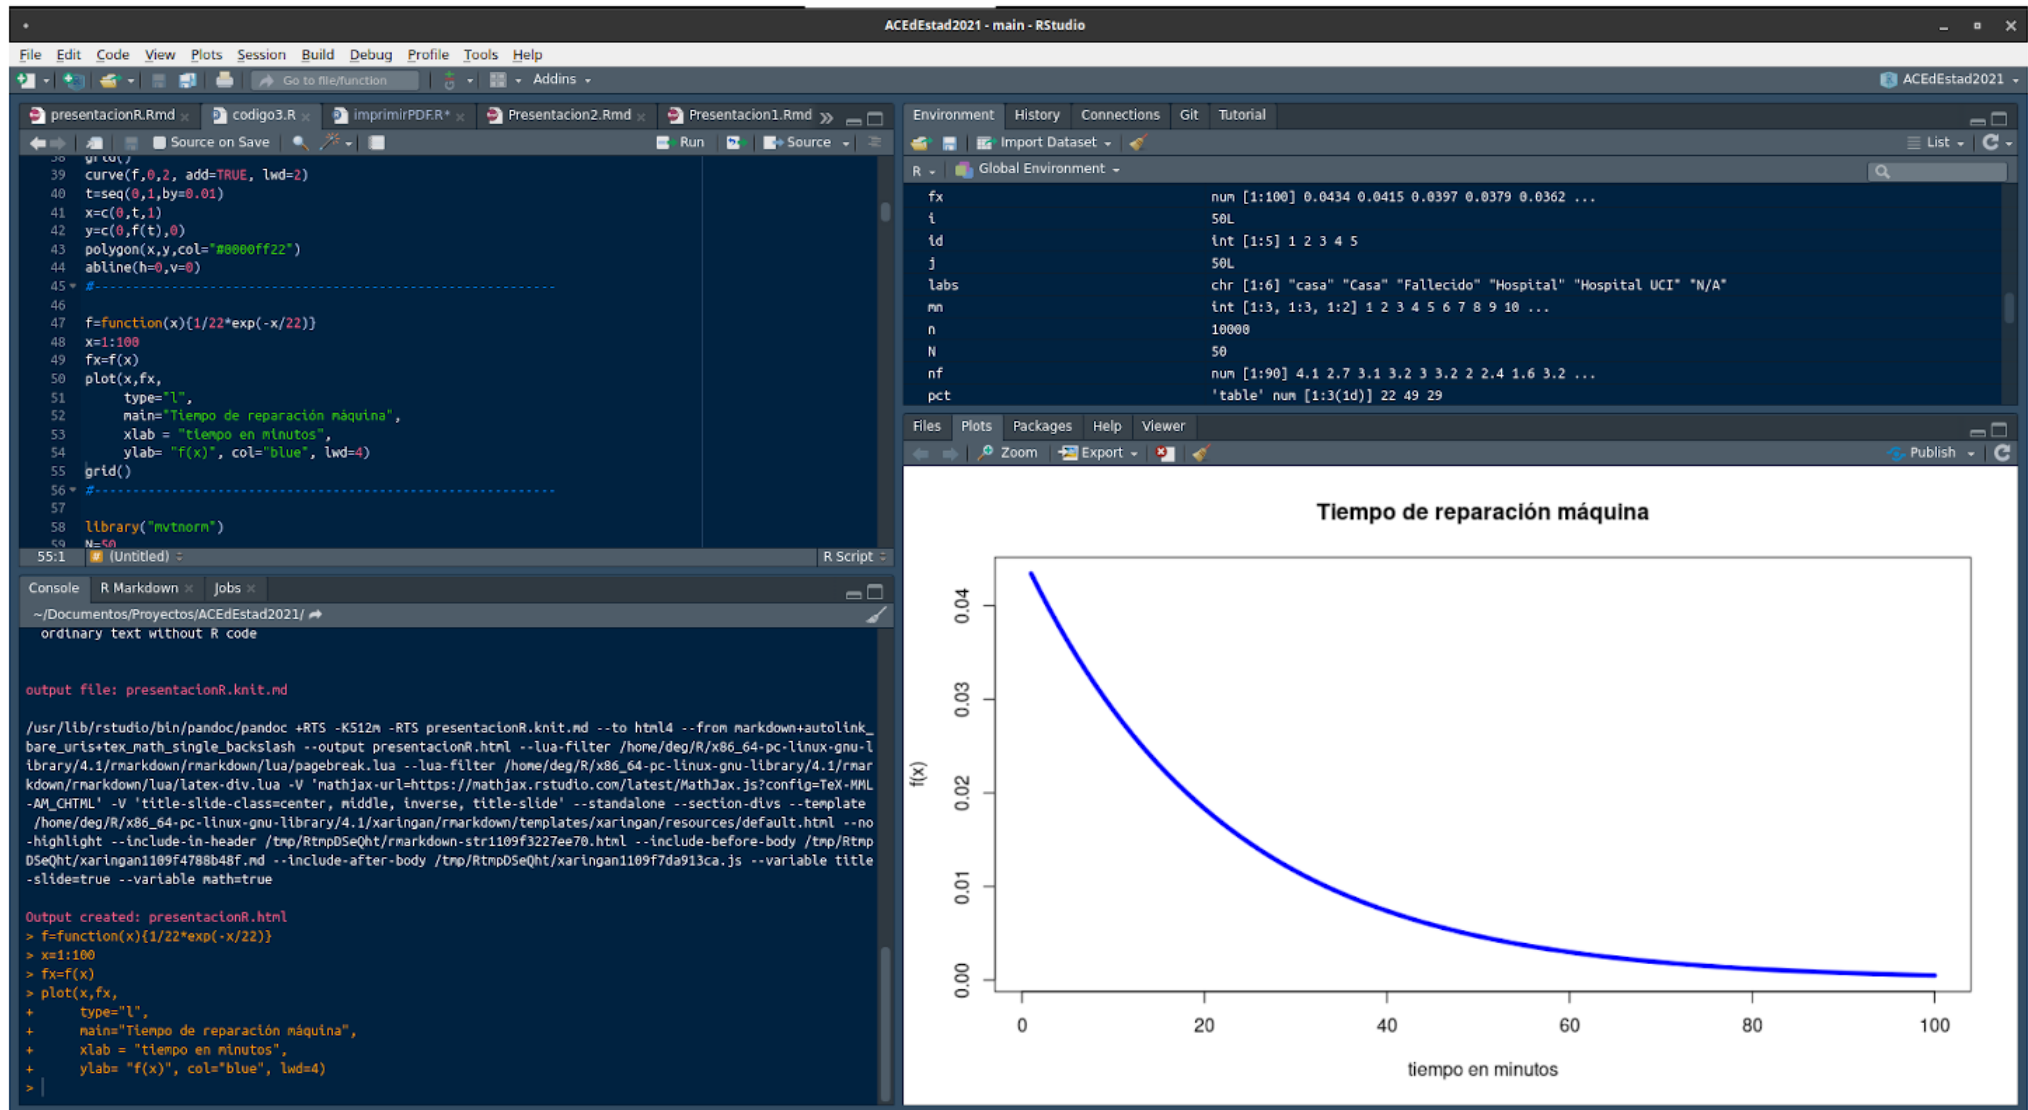 ACEdEstad2021 - main - RStudio
File Edit Code View Plots Session Build Debug Profile Tools Help
Go to file/function Addins ACEdEstad2021
presentacionR.Rmd codigo3.R imprimirPDF.R* Presentacion2.Rmd Presentacion1.Rmd
Source on Save Run Source
38 grid()
39 curve(f,0,2, add=TRUE, lwd=2)
40 t=seq(0,1,by=0.01)
41 x=c(0,t,1)
42 y=c(0,f(t),0)
43 polygon(x,y,col="#0000ff22")
44 abline(h=0,v=0)
45 #-------------------------------------------------------------
46
47 f=function(x){1/22*exp(-x/22)}
48 x=1:100
49 fx=f(x)
50 plot(x,fx,
51 type="l",
52 main="Tiempo de reparación máquina",
53 xlab = "tiempo en minutos",
54 ylab= "f(x)", col="blue", lwd=4)
55 grid()
56 #-------------------------------------------------------------
57
58 library("mvtnorm")
59 N=50
55:1 # (Untitled) R Script
Console R Markdown Jobs
~/Documentos/Proyectos/ACEdEstad2021/
ordinary text without R code
output file: presentacionR.knit.md
/usr/lib/rstudio/bin/pandoc/pandoc +RTS -K512m -RTS presentacionR.knit.md --to html4 --from markdown+autolink_
bare_uris+tex_math_single_backslash --output presentacionR.html --lua-filter /home/deg/R/x86_64-pc-linux-gnu-l
ibrary/4.1/rmarkdown/rmarkdown/lua/pagebreak.lua --lua-filter /home/deg/R/x86_64-pc-linux-gnu-library/4.1/rmar
kdown/rmarkdown/lua/latex-div.lua -V 'mathjax-url=https://mathjax.rstudio.com/latest/MathJax.js?config=TeX-MML
-AM_CHTML' -V 'title-slide-class=center, middle, inverse, title-slide' --standalone --section-divs --template
/home/deg/R/x86_64-pc-linux-gnu-library/4.1/xaringan/rmarkdown/templates/xaringan/resources/default.html --no
-highlight --include-in-header /tmp/RtmpDSeQht/rmarkdown-str1109f3227ee70.html --include-before-body /tmp/Rtmp
DSeQht/xaringan1109f4788b48f.md --include-after-body /tmp/RtmpDSeQht/xaringan1109f7da913ca.js --variable title
-slide=true --variable math=true
Output created: presentacionR.html
> f=function(x){1/22*exp(-x/22)}
> x=1:100
> fx=f(x)
> plot(x,fx,
+ type="l",
+ main="Tiempo de reparación máquina",
+ xlab = "tiempo en minutos",
+ ylab= "f(x)", col="blue", lwd=4)
>
Environment History Connections Git Tutorial
Import Dataset List
R Global Environment
fx num [1:100] 0.0434 0.0415 0.0397 0.0379 0.0362 ...
i 50L
id int [1:5] 1 2 3 4 5
j 50L
labs chr [1:6] "casa" "Casa" "Fallecido" "Hospital" "Hospital UCI" "N/A"
mn int [1:3, 1:3, 1:2] 1 2 3 4 5 6 7 8 9 10 ...
n 10000
N 50
nf num [1:90] 4.1 2.7 3.1 3.2 3 3.2 2 2.4 1.6 3.2 ...
pct 'table' num [1:3(1d)] 22 49 29
Files Plots Packages Help Viewer
Zoom Export Publish
Tiempo de reparación máquina
f(x)
0.04
0.03
0.02
0.01
0.00
0 20 40 60 80 100
tiempo en minutos